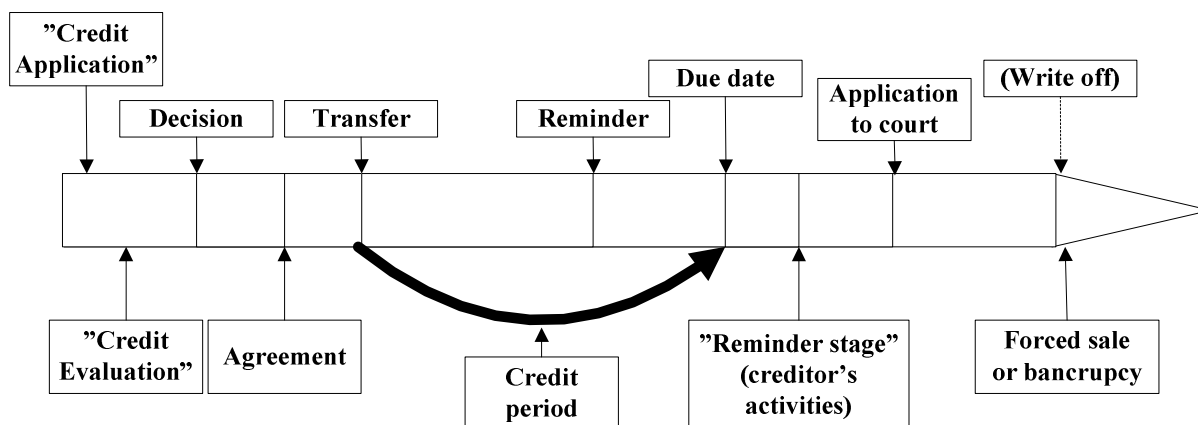 ”Credit
Application”
Decision
Transfer
Reminder
Due date
Application
to court
(Write off)
”Credit
Evaluation”
Agreement
Credit
period
”Reminder stage”
(creditor’s
activities)
Forced sale
or bancrupcy